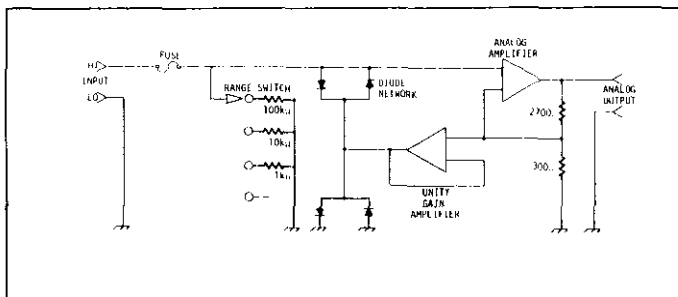 ANALOG
AMPLIFIER
FUSE
HI
INPUT
LO
RANGE SWITCH
100kΩ
10kΩ
1kΩ
DIODE
NETWORK
ANALOG
OUTPUT
270Ω
300Ω
UNITY
GAIN
AMPLIFIER